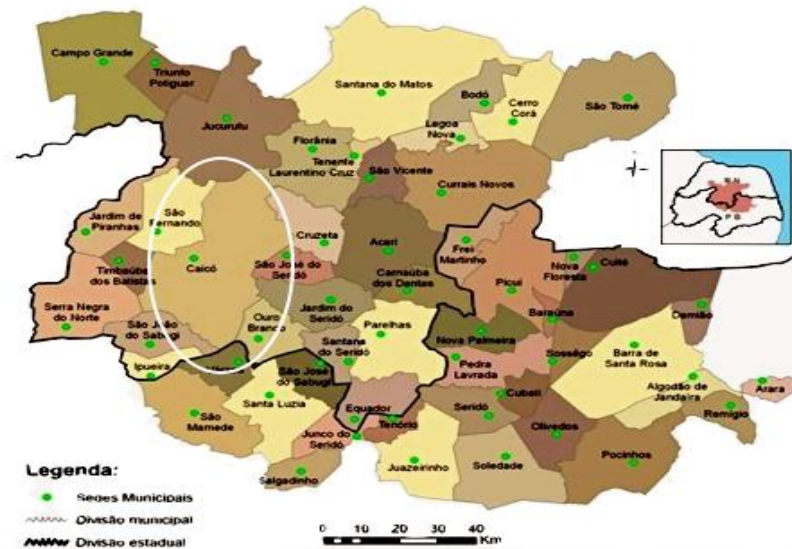 Campo Grande
Triunfo
Potiguar
Jucurutu
Santana do Matos
Bodó
Cerro
Corá
Lagoa
Nova
São Tomé
Florânia
Tenente
Laurentino Cruz
São Vicente
Currais Novos
Jardim de
Piranhas
São
Fernando
Caicó
Timbaúba
dos Batistas
Serra Negra
do Norte
São João
do Sabugi
Ipueira
Cruzeta
São José do
Seridó
Acari
Carnaúba
dos Dantas
Jardim do
Seridó
Ouro
Branco
Santana do
Seridó
Parelhas
Frei
Martinho
Picuí
Nova
Floresta
Cuité
Baraúna
Damião
Nova Palmeira
Pedra
Lavrada
Sossêgo
Barra de
Santa Rosa
Algodão de
Jandaíra
Arara
Remígio
São José
do Sabugi
Santa Luzia
São
Mamede
Equador
Tenório
Junco do
Seridó
Salgadinho
Juazeirinho
Seridó
Cubati
Olivedos
Soledade
Pocinhos
R N
P B
Legenda:
Sedes Municipais
Divisão municipal
Divisão estadual
0 10 20 30 40
Km